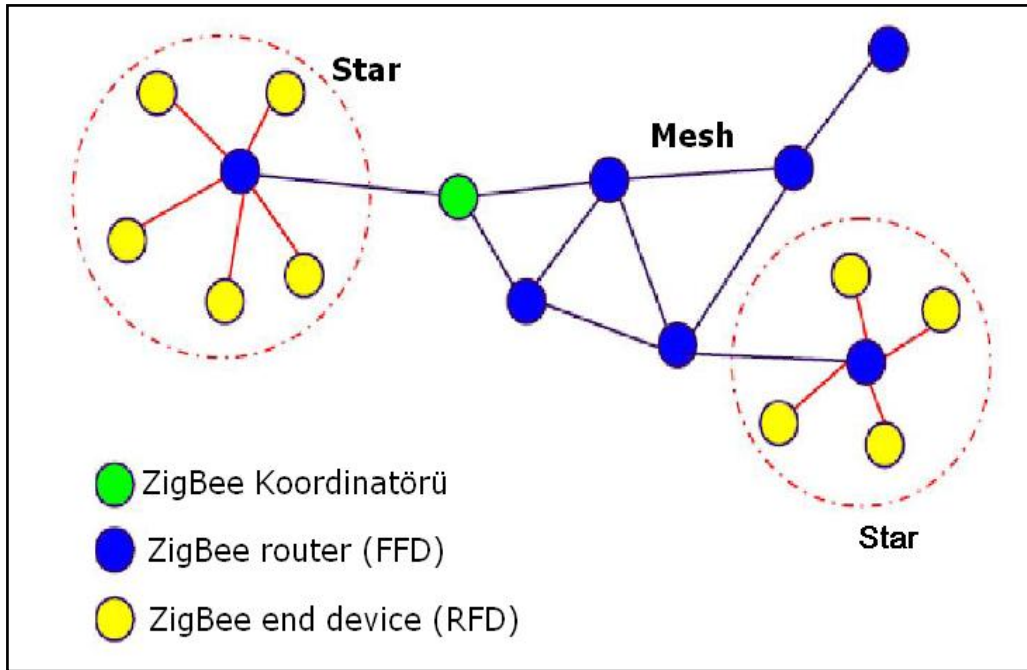 Star
Mesh
Star
ZigBee Koordinatörü
ZigBee router (FFD)
ZigBee end device (RFD)